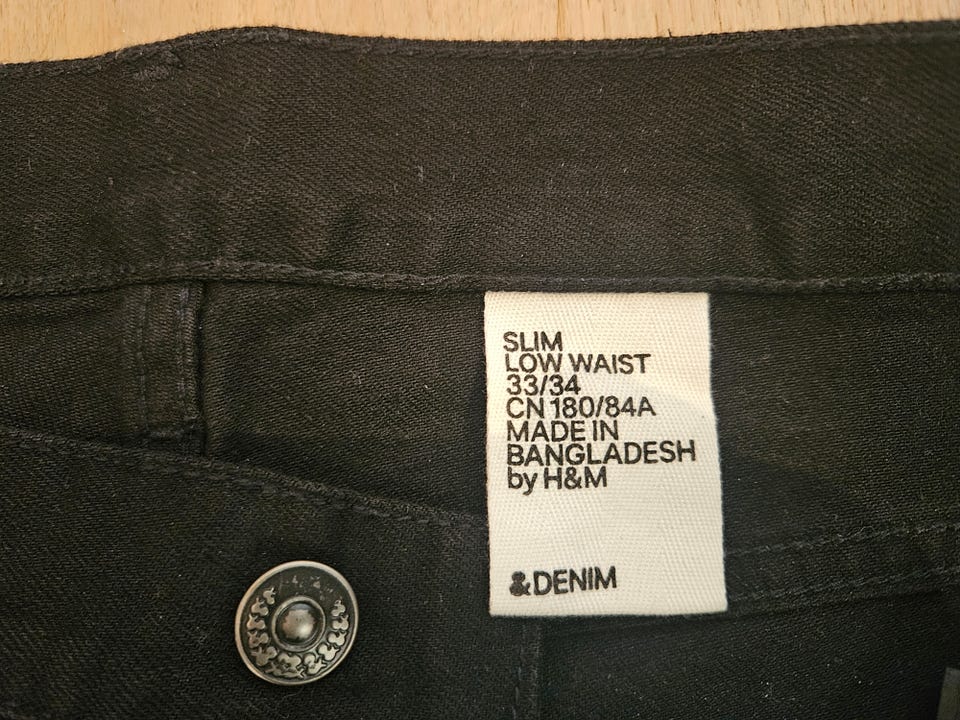 SLIM
LOW WAIST
33/34
CN 180/84A
MADE IN
BANGLADESH
by H&M
&DENIM